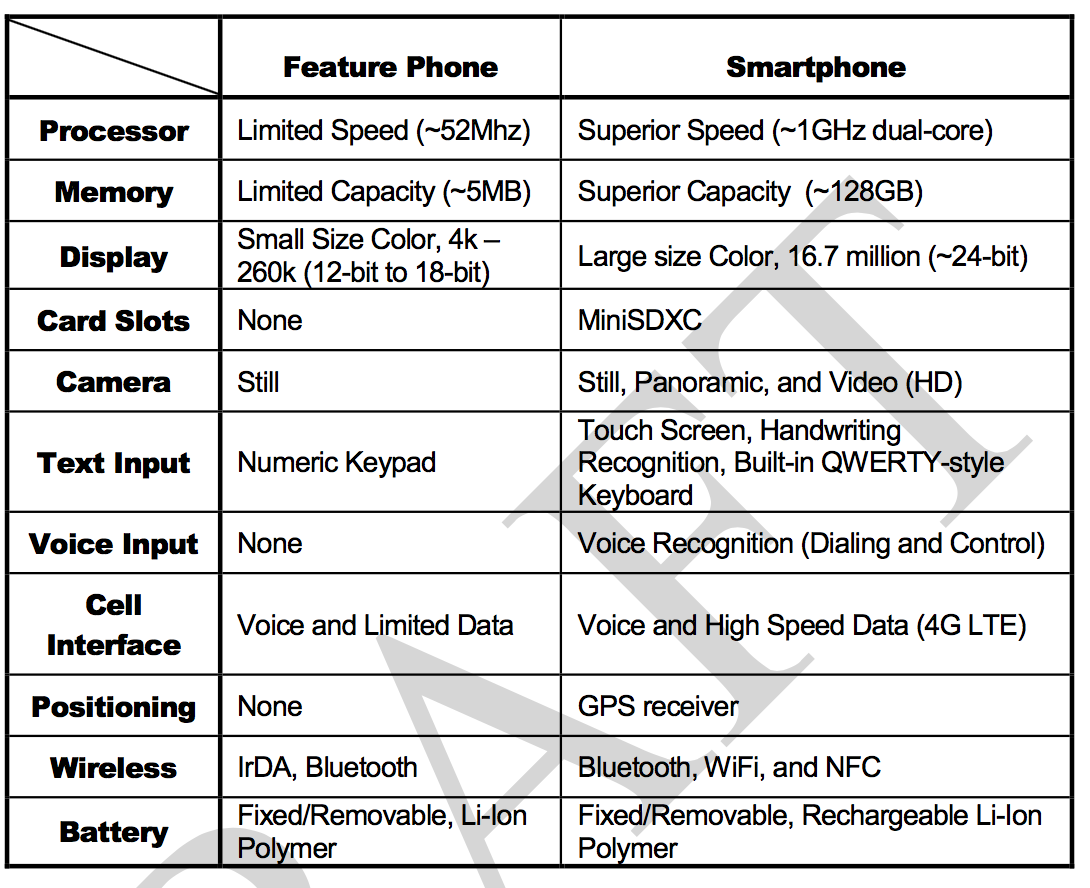 Feature Phone Smartphone
Processor Limited Speed (~52Mhz) Superior Speed (~1GHz dual-core)
Memory Limited Capacity (~5MB) Superior Capacity  (~128GB)
Display Small Size Color, 4k – Large size Color, 16.7 million (~24-bit)
260k (12-bit to 18-bit)
Card Slots None MiniSDXC
Camera Still Still, Panoramic, and Video (HD)
Text Input Numeric Keypad Touch Screen, Handwriting
Recognition, Built-in QWERTY-style
Keyboard
Voice Input None Voice Recognition (Dialing and Control)
Cell
Interface Voice and Limited Data Voice and High Speed Data (4G LTE)
Positioning None GPS receiver
Wireless IrDA, Bluetooth Bluetooth, WiFi, and NFC
Battery Fixed/Removable, Li-Ion Fixed/Removable, Rechargeable Li-Ion
Polymer Polymer
DRAFT